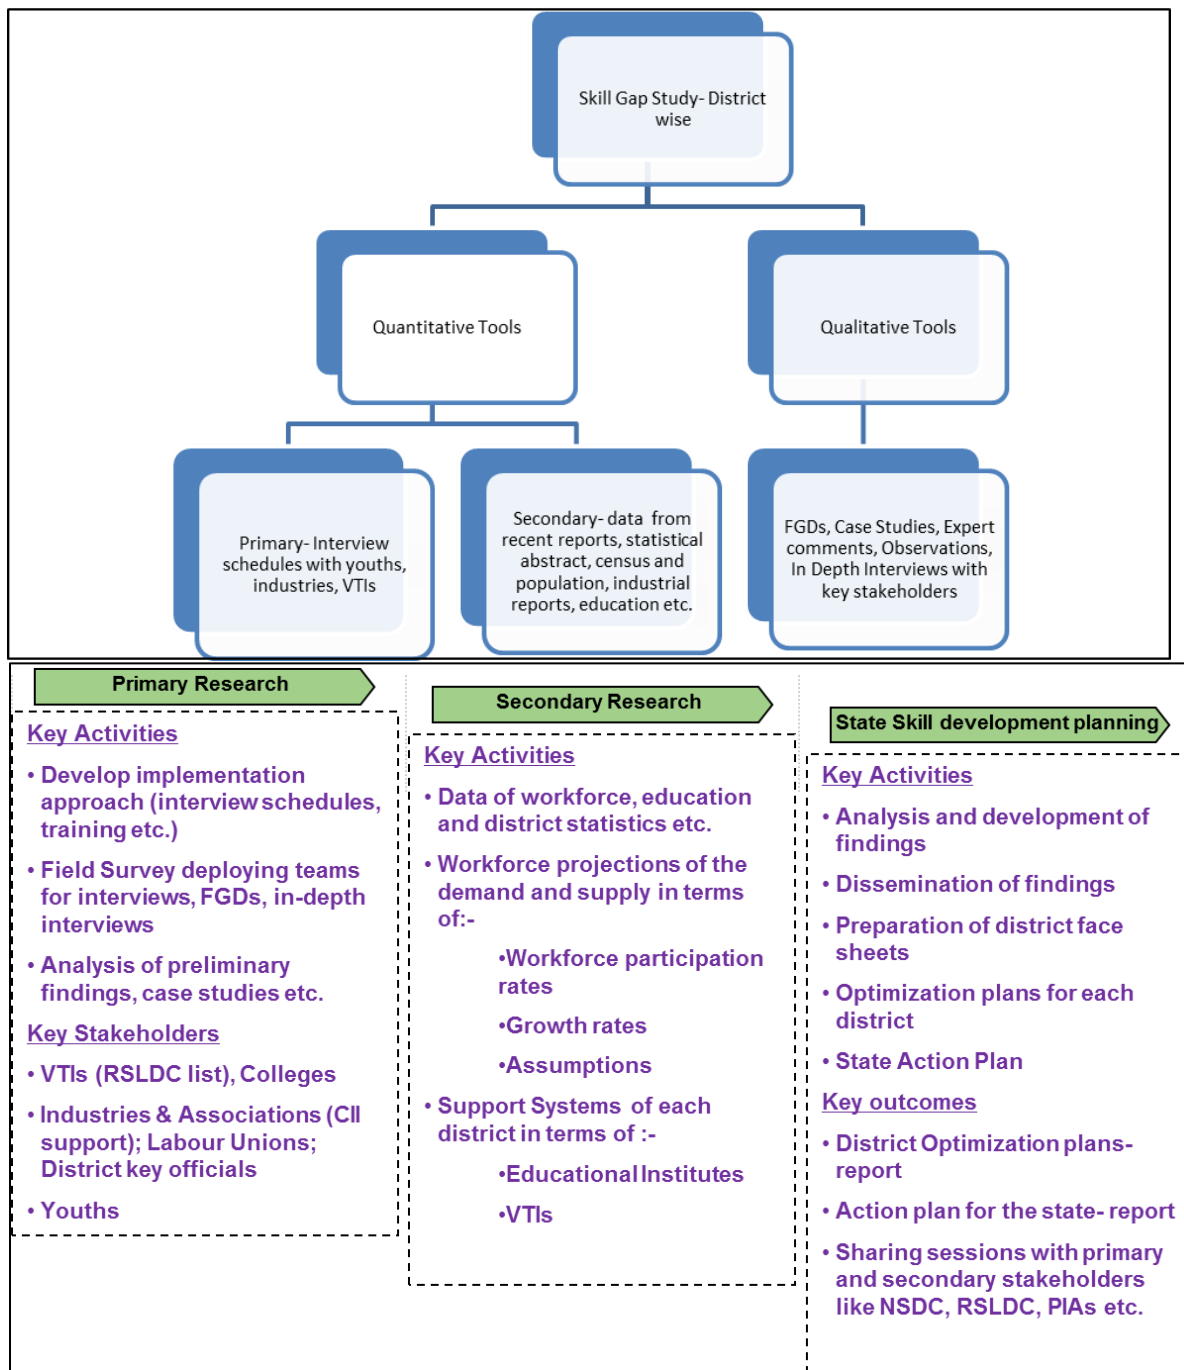 Skill Gap Study- District
wise
Quantitative Tools
Qualitative Tools
Primary- Interview
schedules with youths,
industries, VTIs
Secondary- data from
recent reports, statistical
abstract, census and
population, industrial
reports, education etc.
FGDs, Case Studies, Expert
comments, Observations,
In Depth Interviews with
key stakeholders
Primary Research
Key Activities
• Develop implementation
approach (interview schedules,
training etc.)
• Field Survey deploying teams
for interviews, FGDs, in-depth
interviews
• Analysis of preliminary
findings, case studies etc.
Key Stakeholders
• VTIs (RSLDC list), Colleges
• Industries & Associations (CII
support); Labour Unions;
District key officials
• Youths
Secondary Research
Key Activities
• Data of workforce, education
and district statistics etc.
• Workforce projections of the
demand and supply in terms
of:-
•Workforce participation
rates
•Growth rates
•Assumptions
• Support Systems of each
district in terms of :-
•Educational Institutes
•VTIs
State Skill development planning
Key Activities
• Analysis and development of
findings
• Dissemination of findings
• Preparation of district face
sheets
• Optimization plans for each
district
• State Action Plan
Key outcomes
• District Optimization plans-
report
• Action plan for the state- report
• Sharing sessions with primary
and secondary stakeholders
like NSDC, RSLDC, PIAs etc.